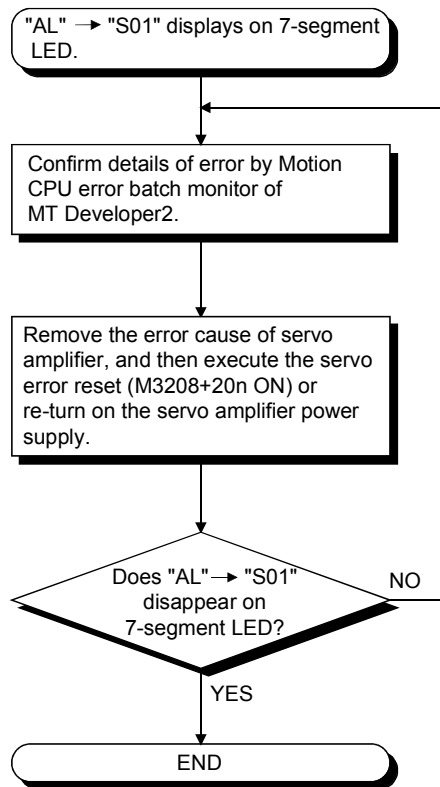 "AL" → "S01" displays on 7-segment
LED.
Confirm details of error by Motion
CPU error batch monitor of
MT Developer2.
Remove the error cause of servo
amplifier, and then execute the servo
error reset (M3208+20n ON) or
re-turn on the servo amplifier power
supply.
Does "AL" → "S01"
disappear on
7-segment LED?
NO
YES
END